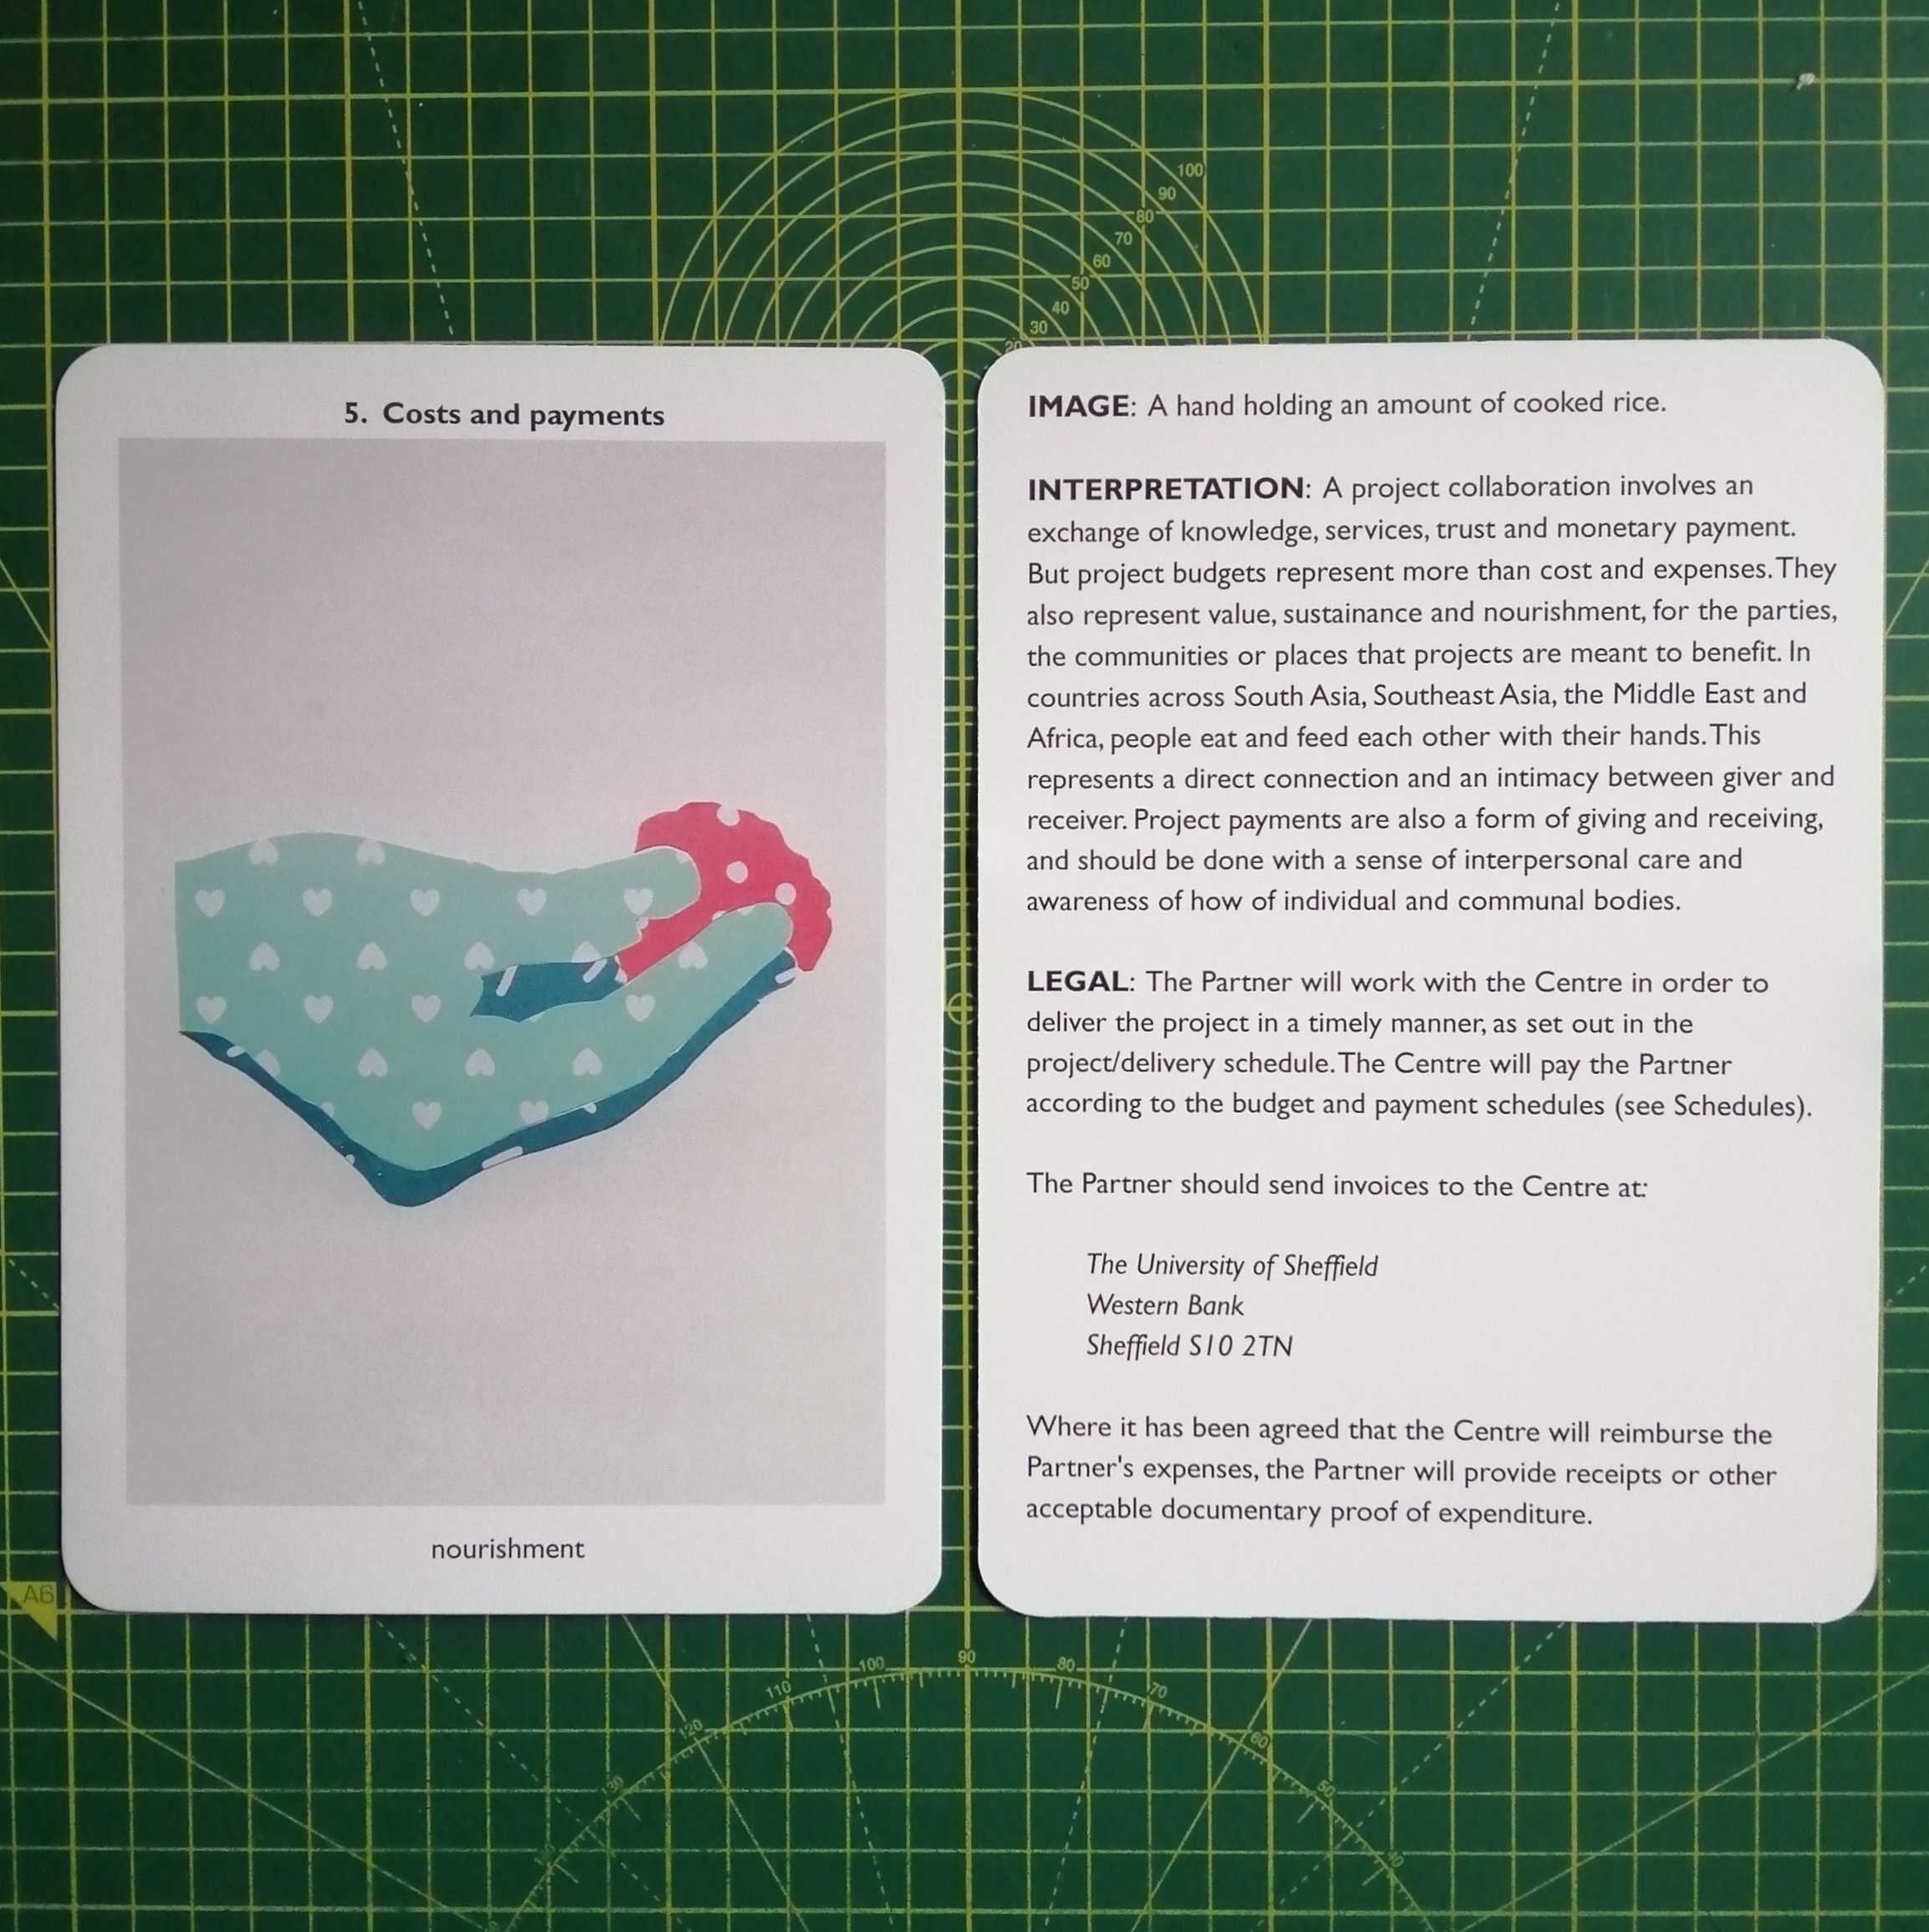 100
90
80
70
60
50
40
30
20
5. Costs and payments
nourishment
IMAGE: A hand holding an amount of cooked rice.
INTERPRETATION: A project collaboration involves an
exchange of knowledge, services, trust and monetary payment.
But project budgets represent more than cost and expenses. They
also represent value, sustainance and nourishment, for the parties,
the communities or places that projects are meant to benefit. In
countries across South Asia, Southeast Asia, the Middle East and
Africa, people eat and feed each other with their hands. This
represents a direct connection and an intimacy between giver and
receiver. Project payments are also a form of giving and receiving,
and should be done with a sense of interpersonal care and
awareness of how of individual and communal bodies.
LEGAL: The Partner will work with the Centre in order to
deliver the project in a timely manner, as set out in the
project/delivery schedule. The Centre will pay the Partner
according to the budget and payment schedules (see Schedules).
The Partner should send invoices to the Centre at:
The University of Sheffield
Western Bank
Sheffield S10 2TN
Where it has been agreed that the Centre will reimburse the
Partner's expenses, the Partner will provide receipts or other
acceptable documentary proof of expenditure.
A6
130 120 110 100 90 80 70 60 50 40